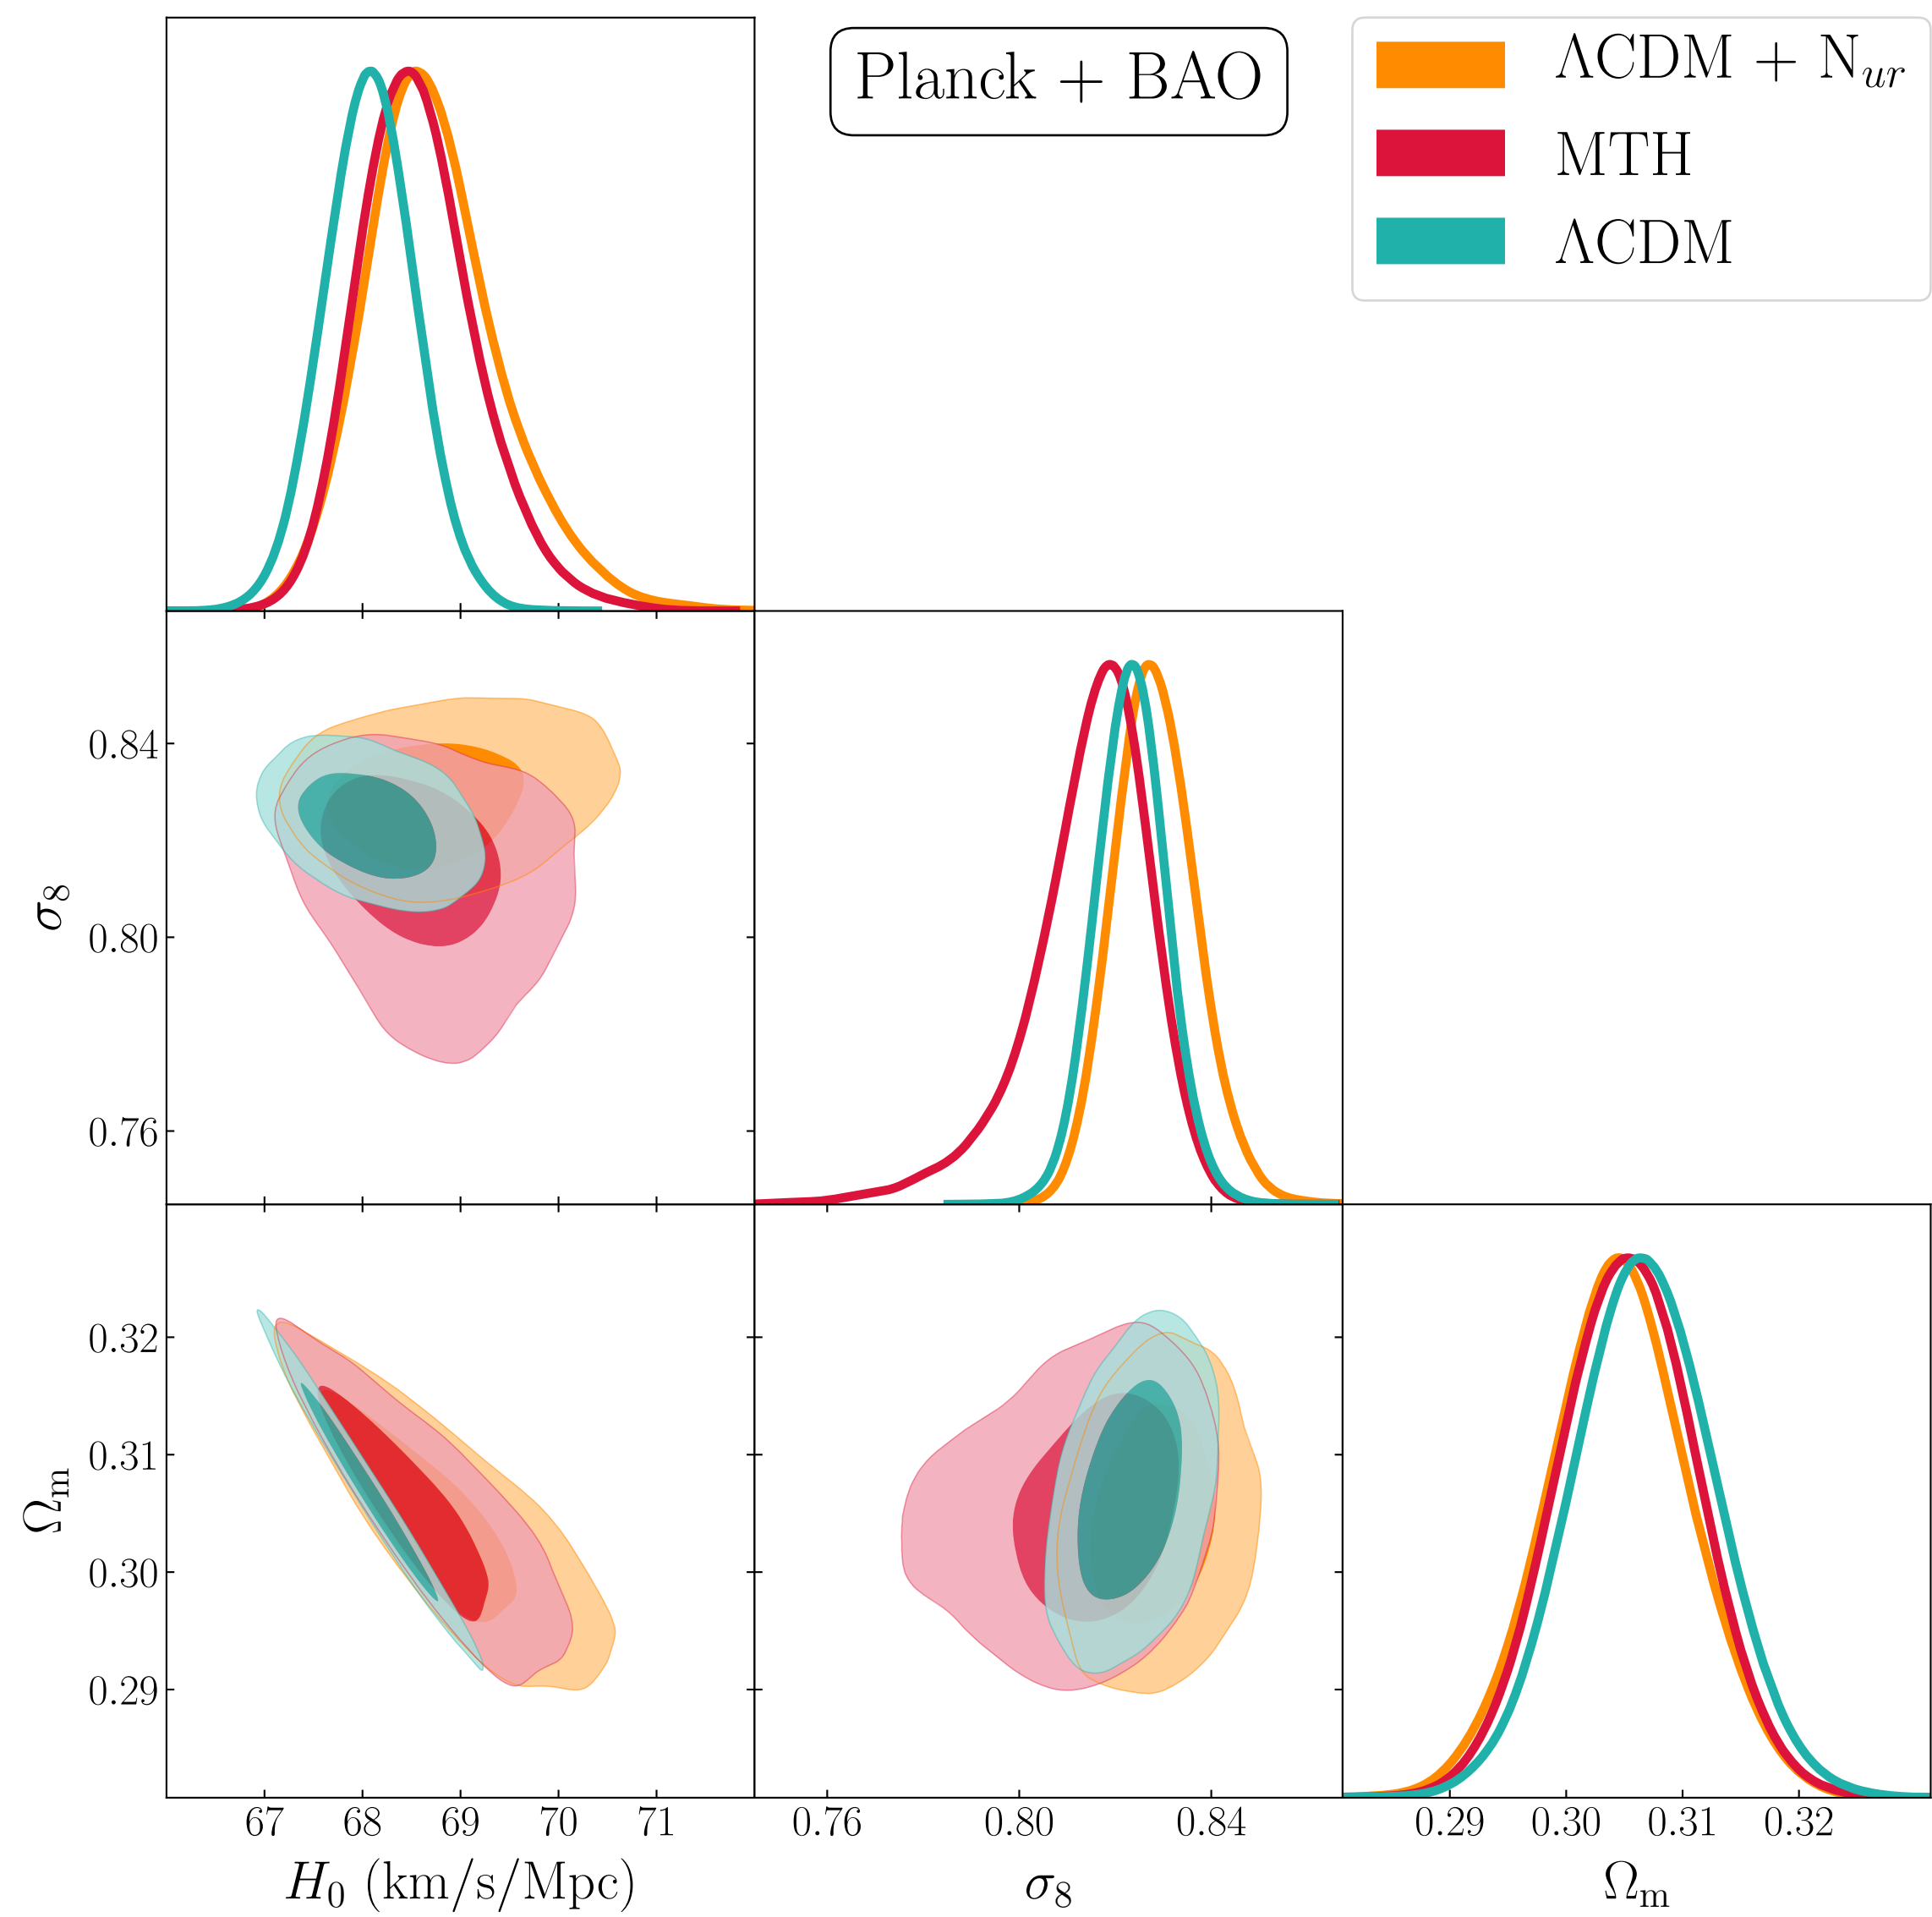 Planck + BAO
ΛCDM + N_ur
MTH
ΛCDM
0.84
0.80
0.76
σ₈
0.32
0.31
0.30
0.29
Ωₘ
67 68 69 70 71
0.76 0.80 0.84
0.29 0.30 0.31 0.32
H₀ (km/s/Mpc)
σ₈
Ωₘ